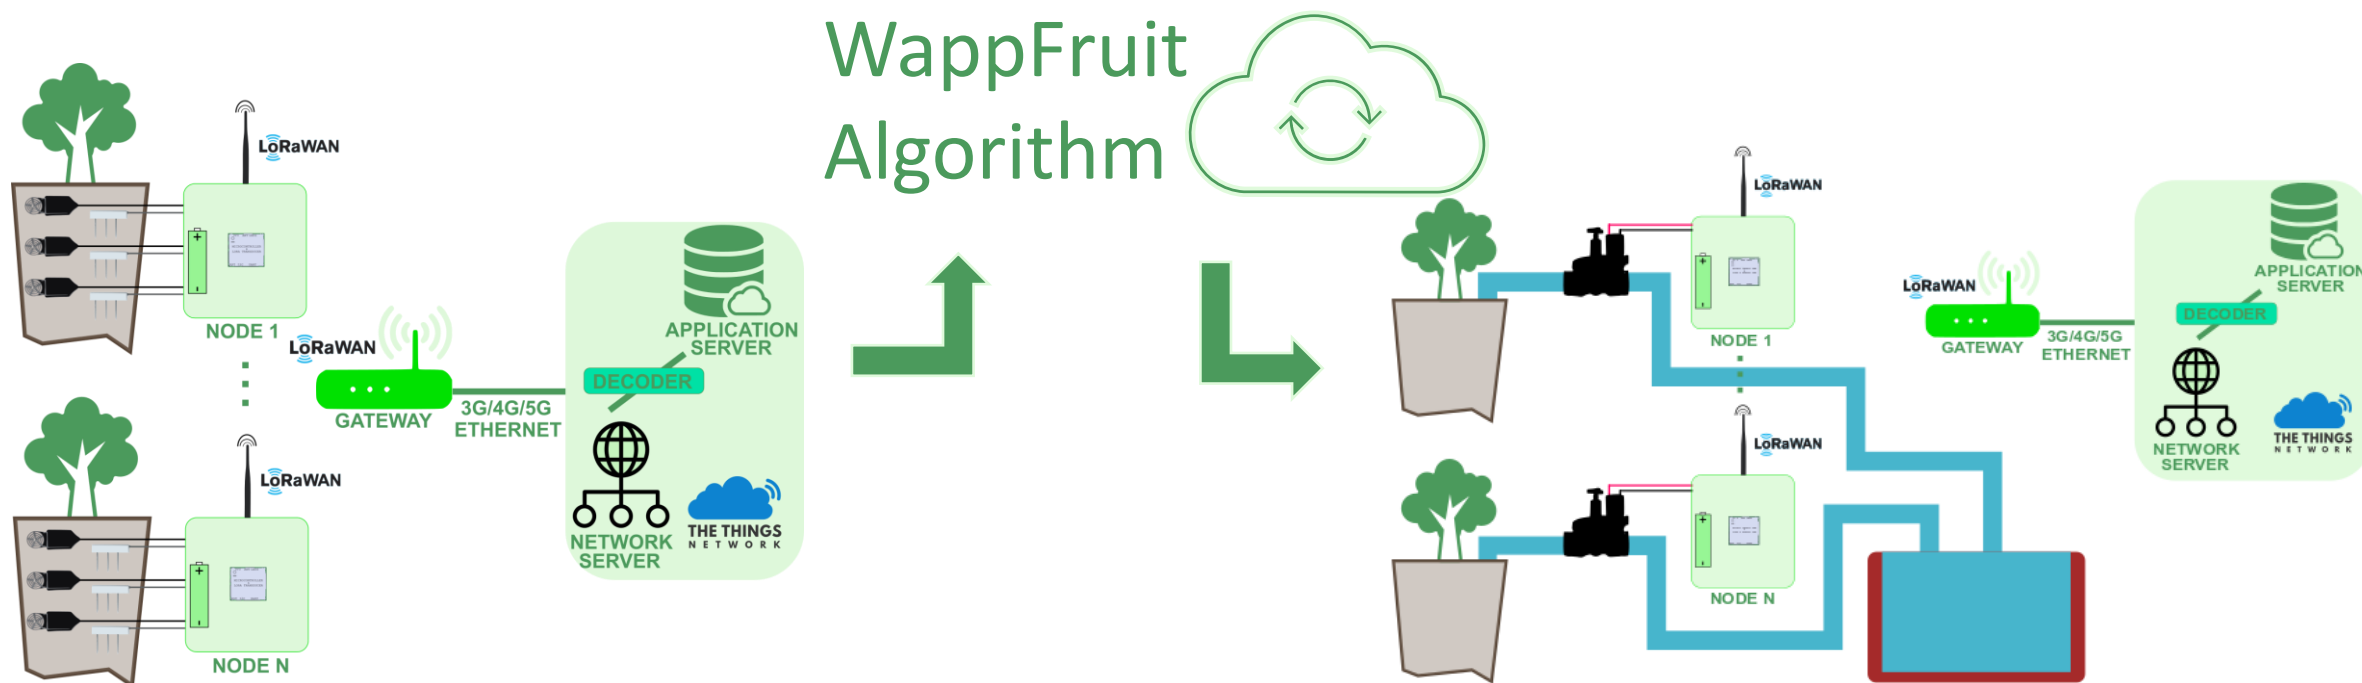 WappFruit
Algorithm
LoRaWAN
NODE 1
LoRaWAN
GATEWAY
3G/4G/5G
ETHERNET
APPLICATION
SERVER
DECODER
NETWORK
SERVER
THE THINGS
NETWORK
LoRaWAN
NODE N
LoRaWAN
NODE 1
LoRaWAN
NODE N
LoRaWAN
GATEWAY
3G/4G/5G
ETHERNET
APPLICATION
SERVER
DECODER
NETWORK
SERVER
THE THINGS
NETWORK